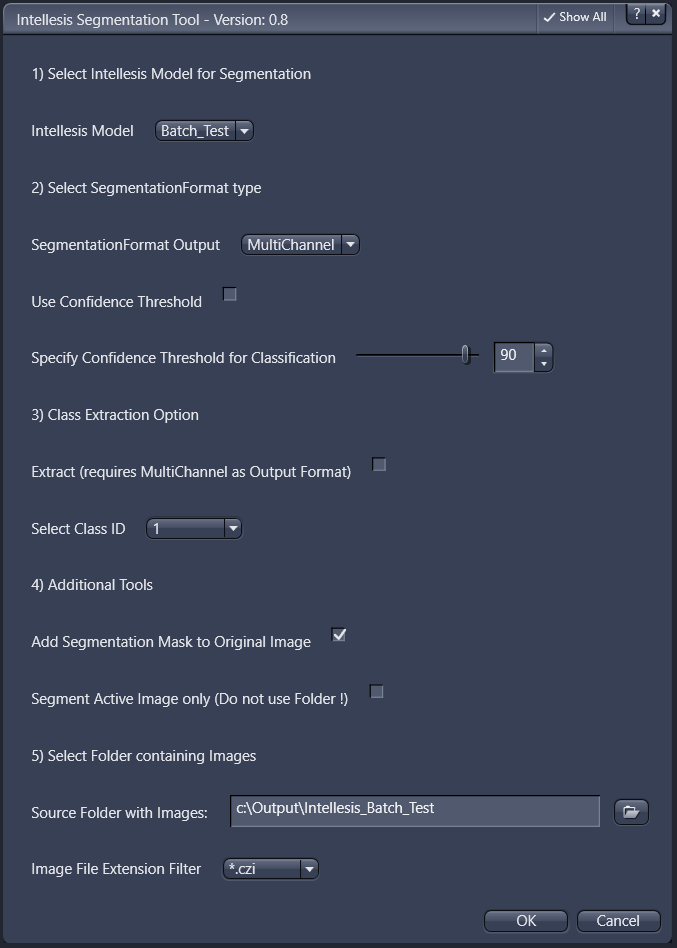 Intellesis Segmentation Tool - Version: 0.8
Show All
?
1) Select Intellesis Model for Segmentation
Intellesis Model Batch_Test
2) Select SegmentationFormat type
SegmentationFormat Output MultiChannel
Use Confidence Threshold
Specify Confidence Threshold for Classification 90
3) Class Extraction Option
Extract (requires MultiChannel as Output Format)
Select Class ID 1
4) Additional Tools
Add Segmentation Mask to Original Image
Segment Active Image only (Do not use Folder !)
5) Select Folder containing Images
Source Folder with Images: c:\Output\Intellesis_Batch_Test
Image File Extension Filter *.czi
OK Cancel